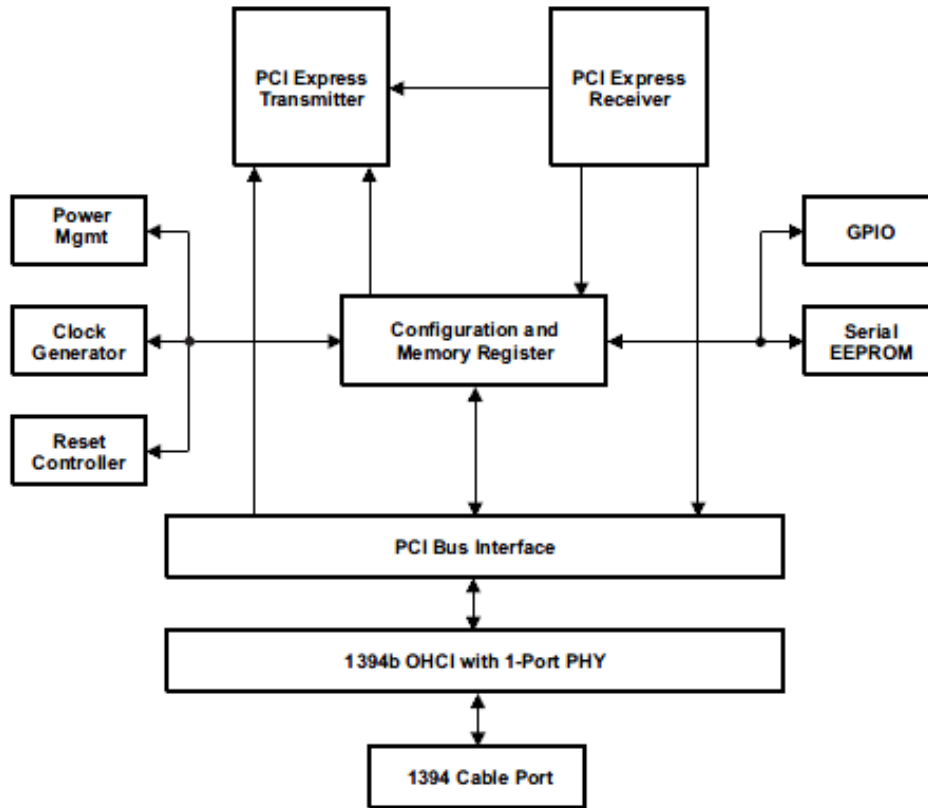 PCI Express
Transmitter
PCI Express
Receiver
Power
Mgmt
GPIO
Clock
Generator
Configuration and
Memory Register
Serial
EEPROM
Reset
Controller
PCI Bus Interface
1394b OHCI with 1-Port PHY
1394 Cable Port